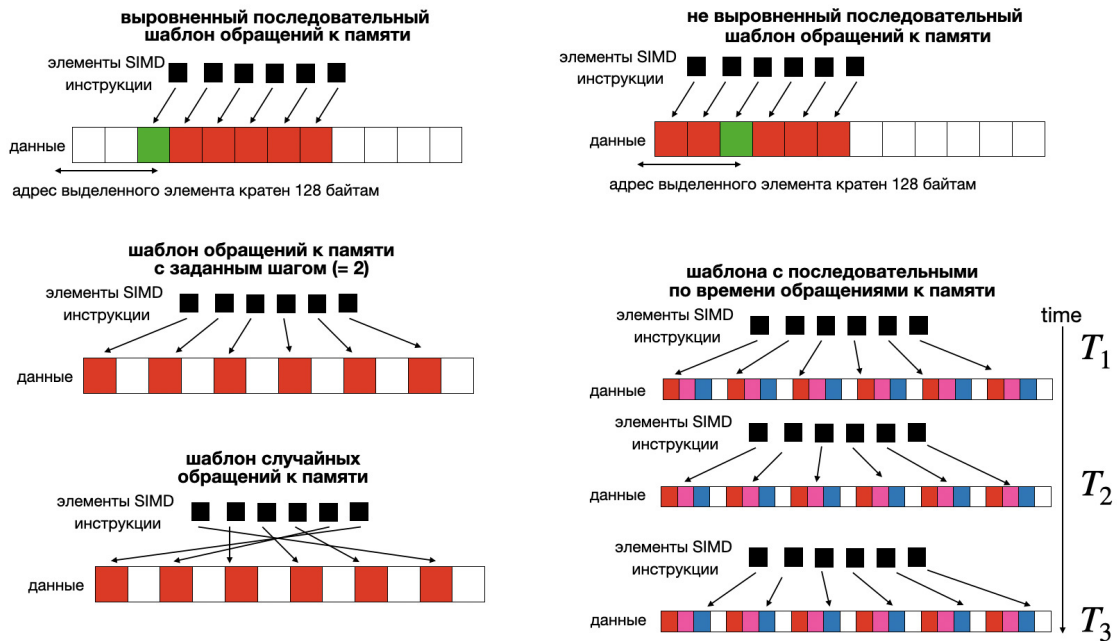 выровненный последовательный
шаблон обращений к памяти
элементы SIMD
инструкции
данные
адрес выделенного элемента кратен 128 байтам
не выровненный последовательный
шаблон обращений к памяти
элементы SIMD
инструкции
данные
адрес выделенного элемента кратен 128 байтам
шаблон обращений к памяти
с заданным шагом (= 2)
элементы SIMD
инструкции
данные
шаблон случайных
обращений к памяти
элементы SIMD
инструкции
данные
шаблона с последовательными
по времени обращениями к памяти
time
элементы SIMD
инструкции
T1
данные
элементы SIMD
инструкции
T2
данные
элементы SIMD
инструкции
данные
T3